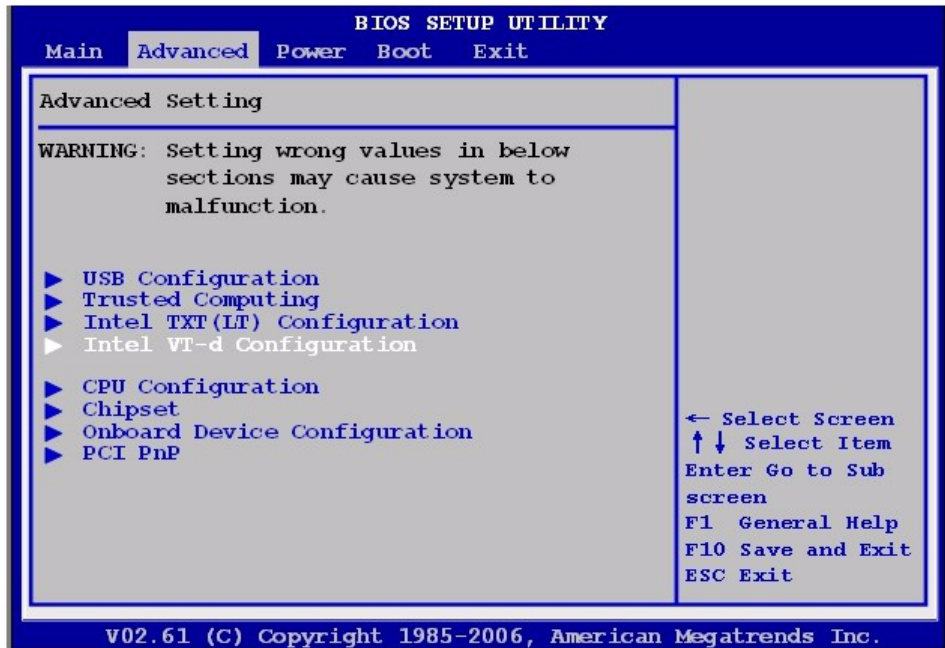 BIOS SETUP UTILITY
Main Advanced Power Boot Exit
Advanced Setting
WARNING: Setting wrong values in below
sections may cause system to
malfunction.
▶ USB Configuration
▶ Trusted Computing
▶ Intel TXT(LT) Configuration
▶ Intel VT-d Configuration
▶ CPU Configuration
▶ Chipset
▶ Onboard Device Configuration
▶ PCI PnP
← Select Screen
↑↓ Select Item
Enter Go to Sub
screen
F1 General Help
F10 Save and Exit
ESC Exit
V02.61 (C) Copyright 1985-2006, American Megatrends Inc.